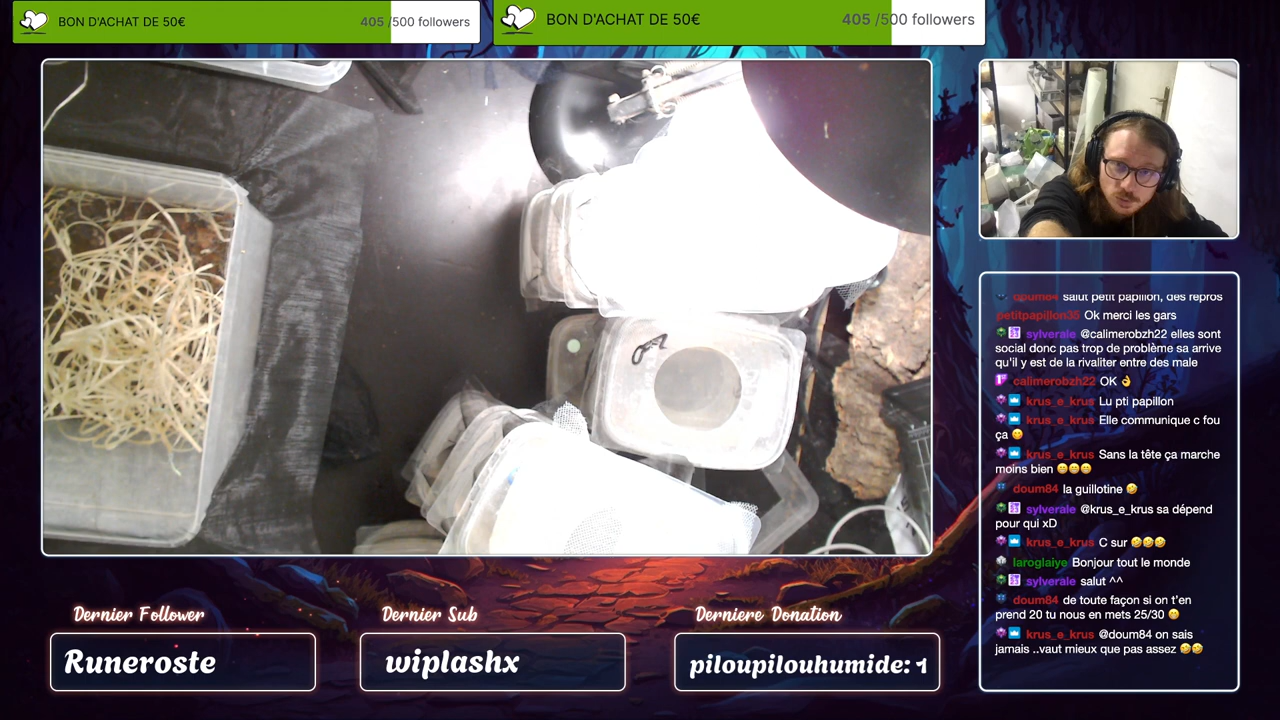 BON D'ACHAT DE 50€ 405 /500 followers
BON D'ACHAT DE 50€ 405 /500 followers
doum84 salut petit papillon, des repros
petitpapillon35 Ok merci les gars
sylverale @calimerobzh22 elles sont
social donc pas trop de problème sa arrive
qu'il y est de la rivaliter entre des male
calimerobzh22 OK 👌
krus_e_krus Lu pti papillon
krus_e_krus Elle communique c fou
ça 😋
krus_e_krus Sans la tête ça marche
moins bien 😁😁😁
doum84 la guillotine 🤣
sylverale @krus_e_krus sa dépend
pour qui xD
krus_e_krus C sur 🤣🤣🤣
laroglaiye Bonjour tout le monde
sylverale salut ^^
doum84 de toute façon si on t'en
prend 20 tu nous en mets 25/30 😁
krus_e_krus @doum84 on sais
jamais ..vaut mieux que pas assez 🤣🤣
Dernier Follower
Runeroste
Dernier Sub
wiplashx
Derniere Donation
piloupilouhumide: 1